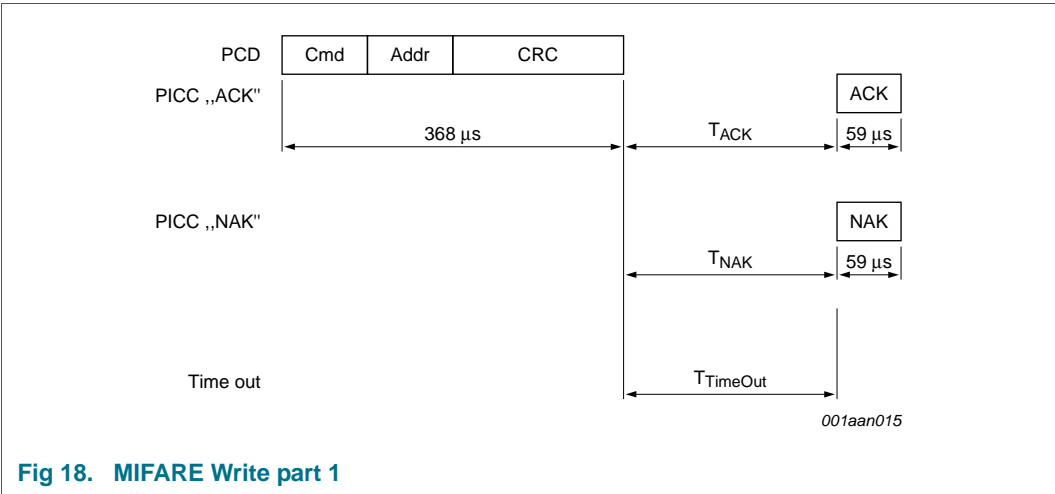 PCD Cmd Addr CRC
PICC ,,ACK" ACK
368 μs TACK 59 μs
PICC ,,NAK" NAK
TNAK 59 μs
Time out TTimeOut
001aan015
Fig 18. MIFARE Write part 1